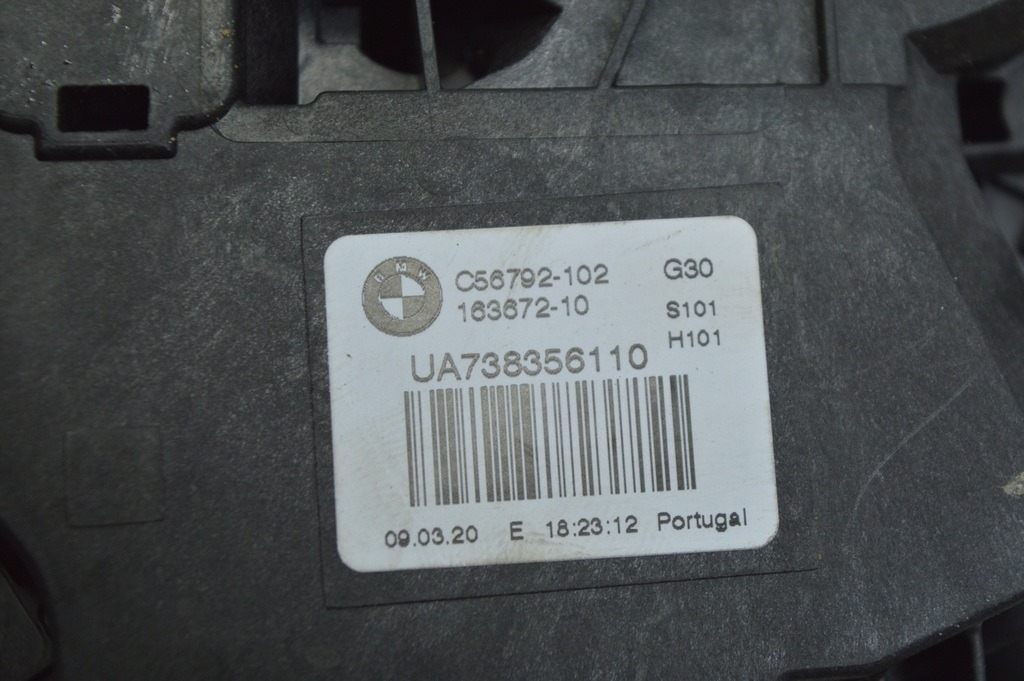 BMW
C56792-102 G30
163672-10 S101
H101
UA738356110
09.03.20 E 18:23:12 Portugal